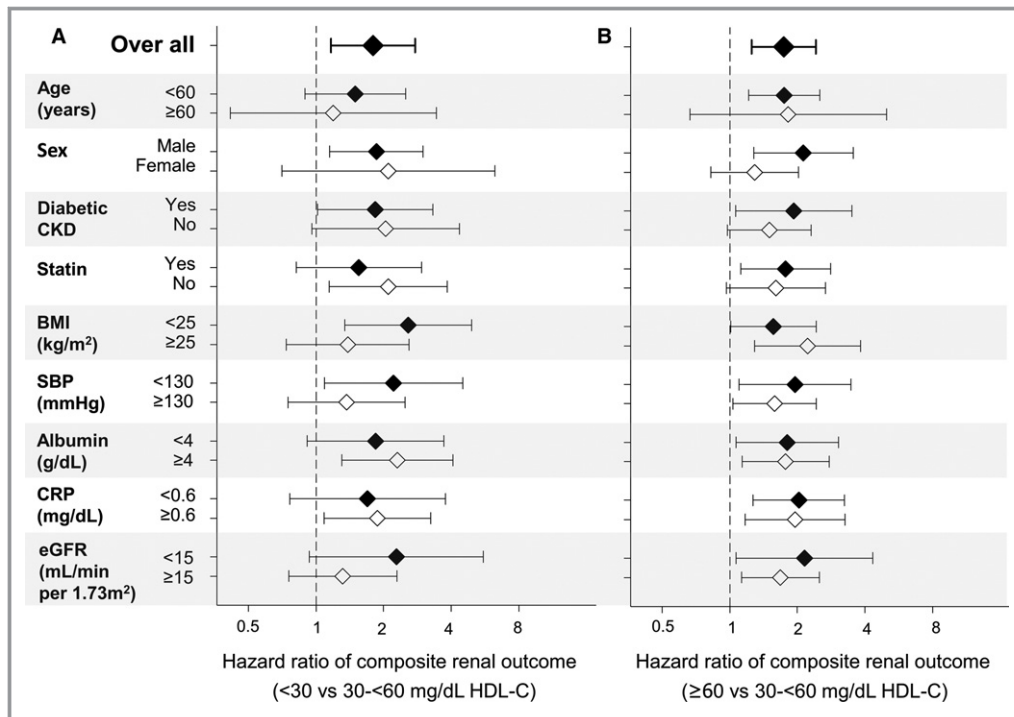 A
B
Over all
Age
(years)
<60
≥60
Sex
Male
Female
Diabetic
CKD
Yes
No
Statin
Yes
No
BMI
(kg/m²)
<25
≥25
SBP
(mmHg)
<130
≥130
Albumin
(g/dL)
<4
≥4
CRP
(mg/dL)
<0.6
≥0.6
eGFR
(mL/min
per 1.73m²)
<15
≥15
0.5 1 2 4 8
0.5 1 2 4 8
Hazard ratio of composite renal outcome
(<30 vs 30-<60 mg/dL HDL-C)
Hazard ratio of composite renal outcome
(≥60 vs 30-<60 mg/dL HDL-C)